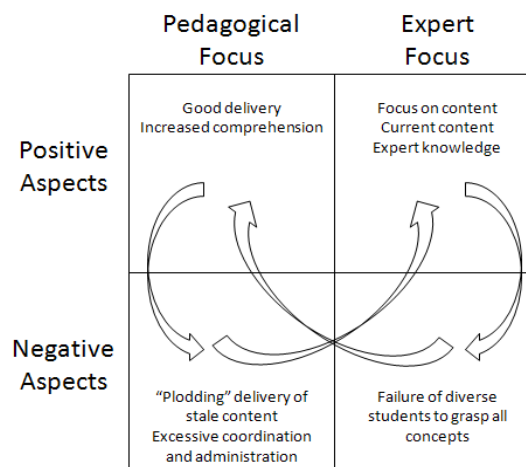 Pedagogical
Focus
Expert
Focus
Positive
Aspects
Good delivery
Increased comprehension
Focus on content
Current content
Expert knowledge
Negative
Aspects
“Plodding” delivery of
stale content
Excessive coordination
and administration
Failure of diverse
students to grasp all
concepts